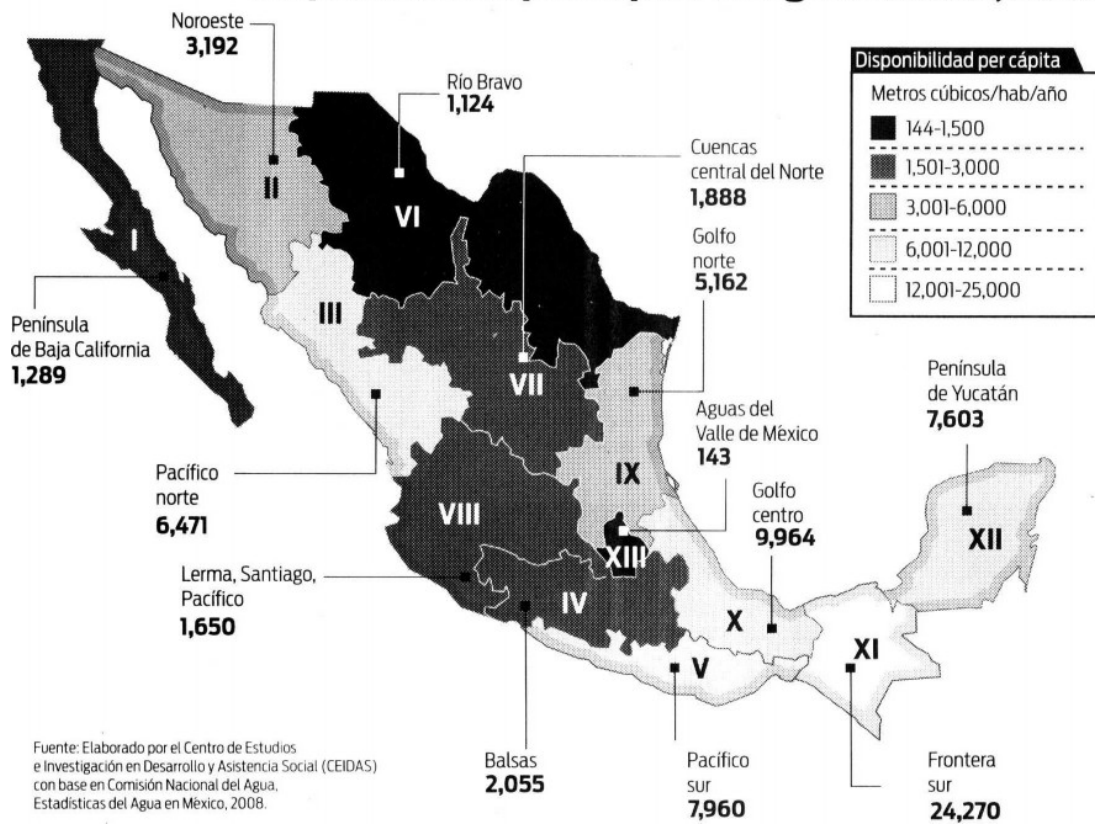 Noroeste
3,192
Río Bravo
1,124
Cuencas
central del Norte
1,888
Golfo
norte
5,162
Disponibilidad per cápita
Metros cúbicos/hab/año
144-1,500
1,501-3,000
3,001-6,000
6,001-12,000
12,001-25,000
I
II
VI
III
VII
Península
de Baja California
1,289
Península
de Yucatán
7,603
Aguas del
Valle de México
143
Pacífico
norte
6,471
VIII
IX
Golfo
centro
9,964
XII
XIII
Lerma, Santiago,
Pacífico
1,650
IV
X
V
XI
Balsas
2,055
Pacífico
sur
7,960
Frontera
sur
24,270
Fuente: Elaborado por el Centro de Estudios
e Investigación en Desarrollo y Asistencia Social (CEIDAS)
con base en Comisión Nacional del Agua,
Estadísticas del Agua en México, 2008.